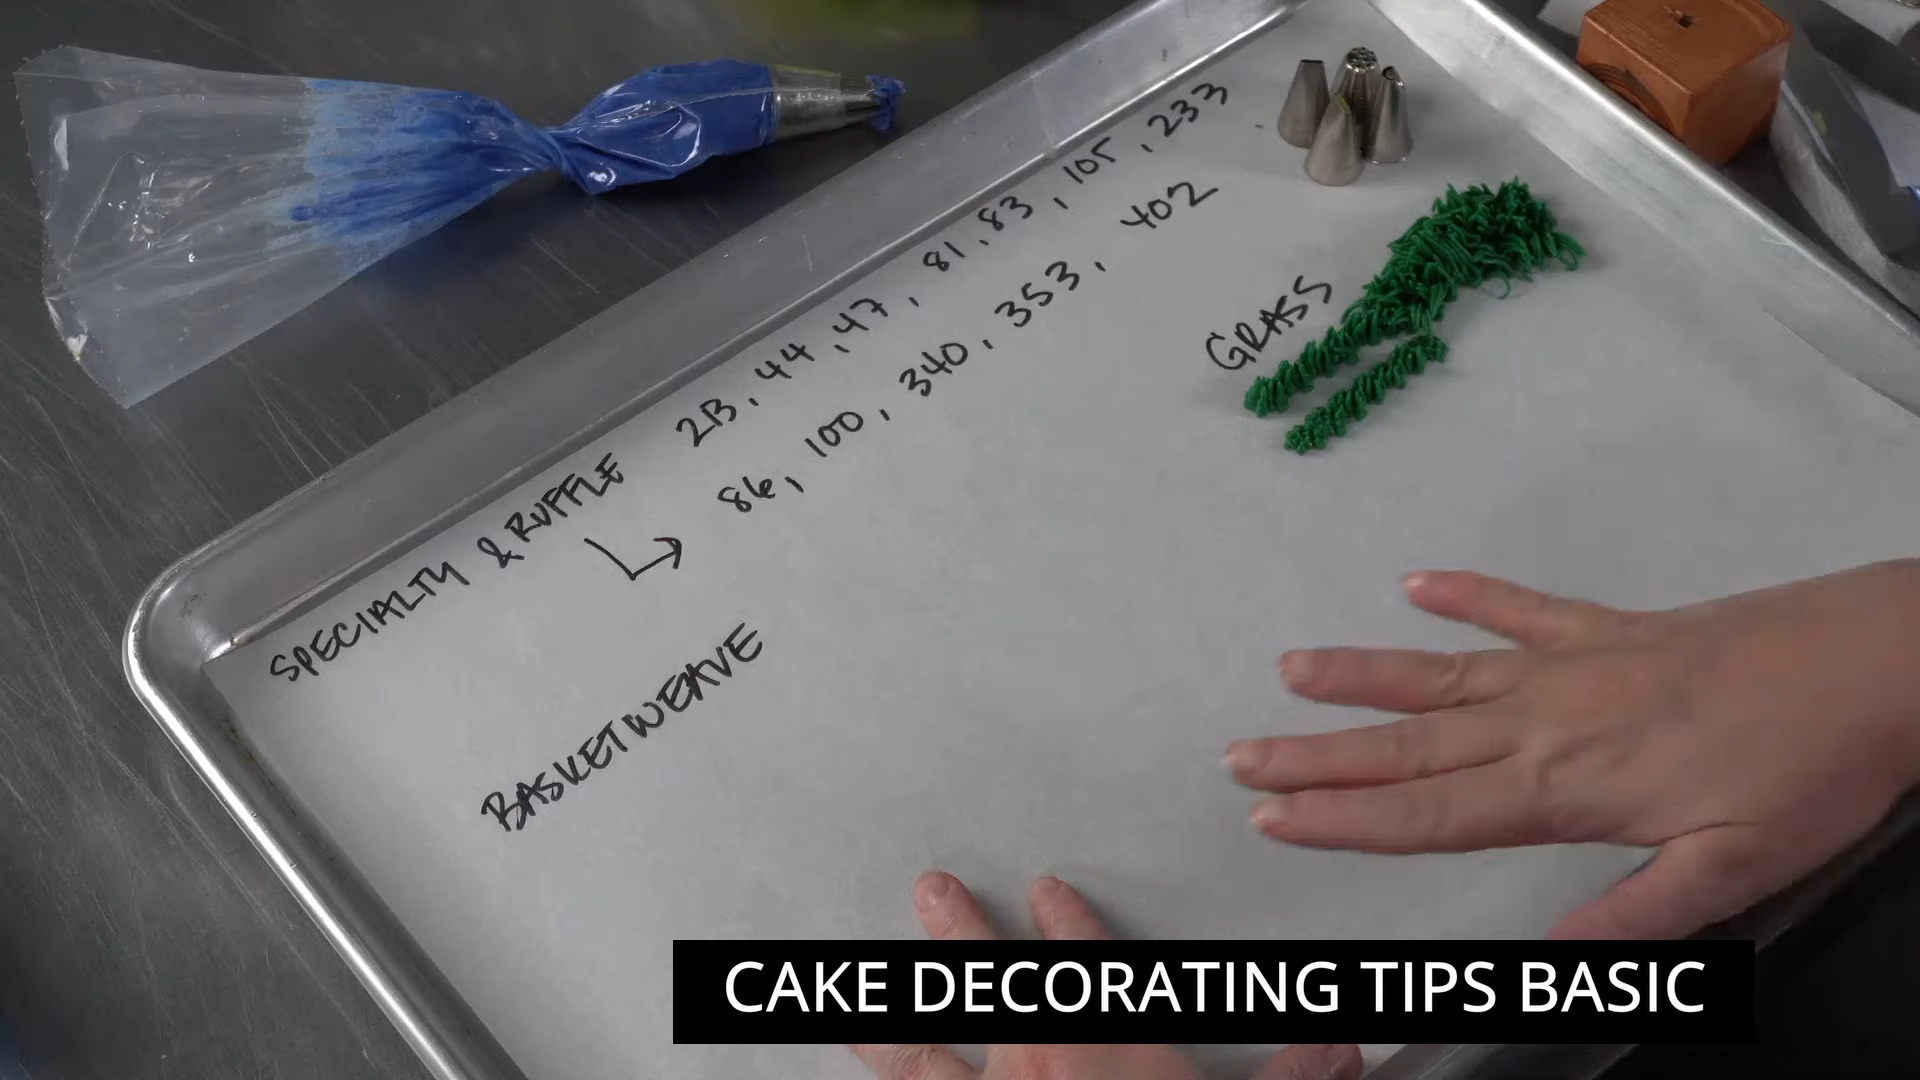 SPECIALTY & RUFFLE 2B, 44, 47, 81, 83, 105, 233
86, 100, 340, 353, 402
GRASS
BASKETWEAVE
CAKE DECORATING TIPS BASIC